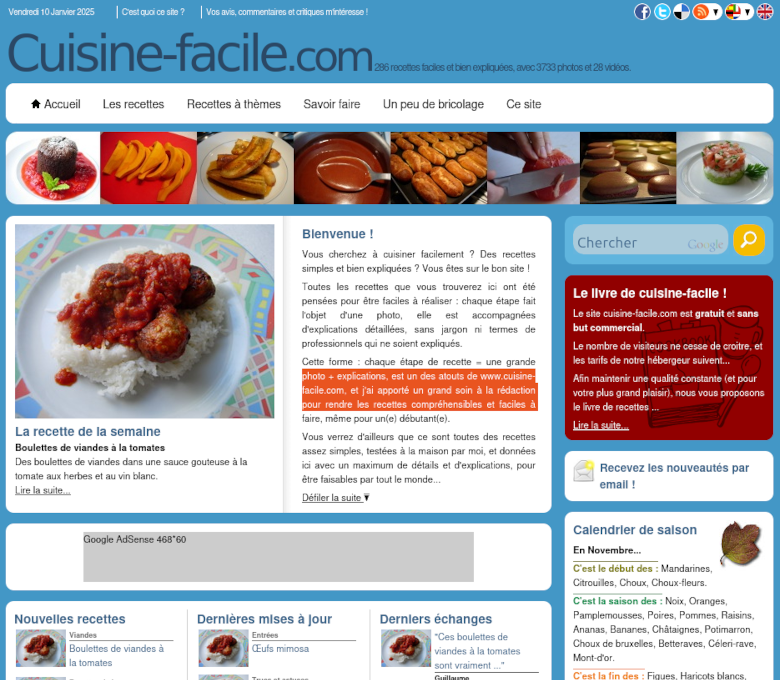 Vendredi 10 Janvier 2025
C'est quoi ce site ?
Vos avis, commentaires et critiques m'intéresse !
Cuisine-facile.com
286 recettes faciles et bien expliquées, avec 3733 photos et 28 vidéos.
Accueil
Les recettes
Recettes à thèmes
Savoir faire
Un peu de bricolage
Ce site
La recette de la semaine
Boulettes de viandes à la tomates
Des boulettes de viandes dans une sauce gouteuse à la
tomate aux herbes et au vin blanc.
Lire la suite...
Bienvenue !
Vous cherchez à cuisiner facilement ? Des recettes
simples et bien expliquées ? Vous êtes sur le bon site !
Toutes les recettes que vous trouverez ici ont été
pensées pour être faciles à réaliser : chaque étape fait
l'objet d'une photo, elle est accompagnées
d'explications détaillées, sans jargon ni termes de
professionnels qui ne soient expliqués.
Cette forme : chaque étape de recette = une grande
photo + explications, est un des atouts de www.cuisine-
facile.com, et j'ai apporté un grand soin à la rédaction
pour rendre les recettes compréhensibles et faciles à
faire, même pour un(e) débutant(e).
Vous verrez d'ailleurs que ce sont toutes des recettes
assez simples, testées à la maison par moi, et données
ici avec un maximum de détails et d'explications, pour
être faisables par tout le monde...
Défiler la suite
Chercher
Google
Le livre de cuisine-facile !
Le site cuisine-facile.com est gratuit et sans
but commercial.
Le nombre de visiteurs ne cesse de croitre, et
les tarifs de notre hébergeur suivent...
Afin maintenir une qualité constante (et pour
votre plus grand plaisir), nous vous proposons
le livre de recettes ...
Lire la suite...
Recevez les nouveautés par
email !
Calendrier de saison
En Novembre...
C'est le début des : Mandarines,
Citrouilles, Choux, Choux-fleurs.
C'est la saison des : Noix, Oranges,
Pamplemousses, Poires, Pommes, Raisins,
Ananas, Bananes, Châtaignes, Potimarron,
Choux de bruxelles, Betteraves, Céleri-rave,
Mont-d'or.
C'est la fin des : Figues, Haricots blancs,
Google AdSense 468*60
Nouvelles recettes
Viandes
Boulettes de viandes à
la tomates
Dernières mises à jour
Entrées
Œufs mimosa
Derniers échanges
"Ces boulettes de
viandes à la tomates
sont vraiment ..."
Guillaume